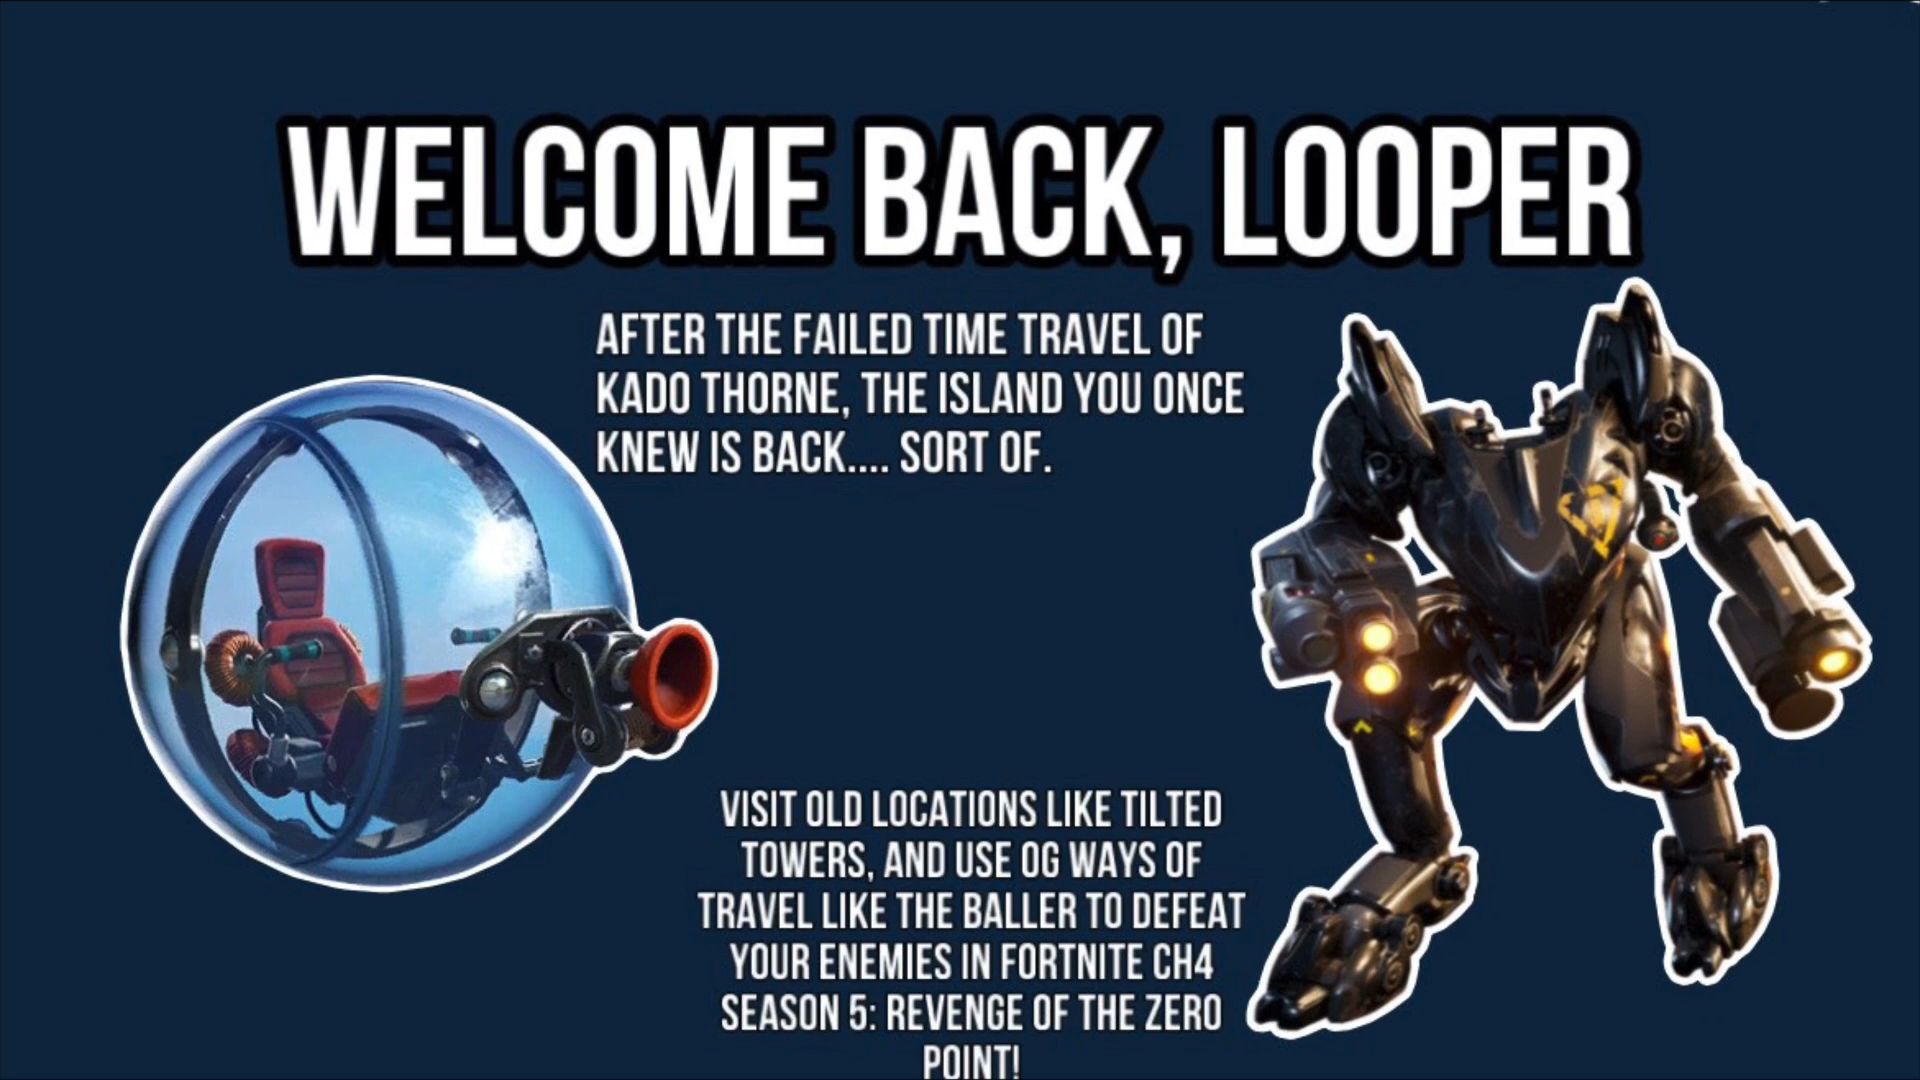 WELCOME BACK, LOOPER
AFTER THE FAILED TIME TRAVEL OF
KADO THORNE, THE ISLAND YOU ONCE
KNEW IS BACK.... SORT OF.
VISIT OLD LOCATIONS LIKE TILTED
TOWERS, AND USE OG WAYS OF
TRAVEL LIKE THE BALLER TO DEFEAT
YOUR ENEMIES IN FORTNITE CH4
SEASON 5: REVENGE OF THE ZERO
POINT!